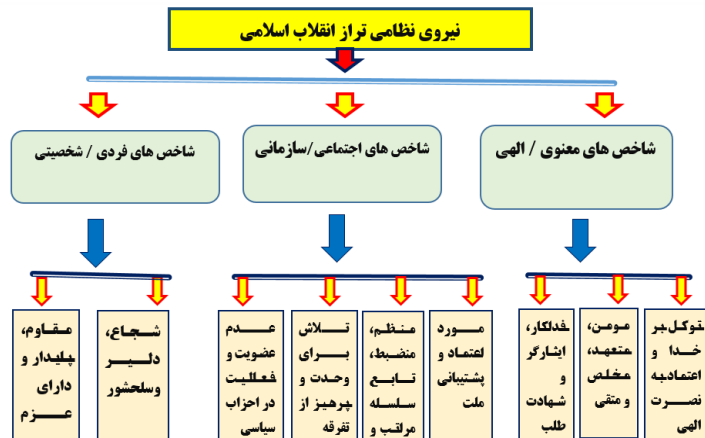 نیروی نظامی تراز انقلاب اسلامی
شاخص های معنوی / الهی
شاخص های اجتماعی/سازمانی
شاخص های فردی / شخصیتی
توکل بر
خدا و
اعتمادبه
نصرت
الهی
مومن،
متعهد،
مخلص
و متقی
فداکار،
ایثارگر
و
شهادت
طلب
مورد
اعتماد و
پشتیبانی
ملت
منظم،
منضبط،
تابع
سلسله
مراتب و
تلاش
برای
وحدت و
پرهیز از
تفرقه
عدم
عضویت و
فعالیت
در احزاب
سیاسی
شجاع،
دلیر
وسلحشور
مقاوم،
پایدار و
دارای
عزم